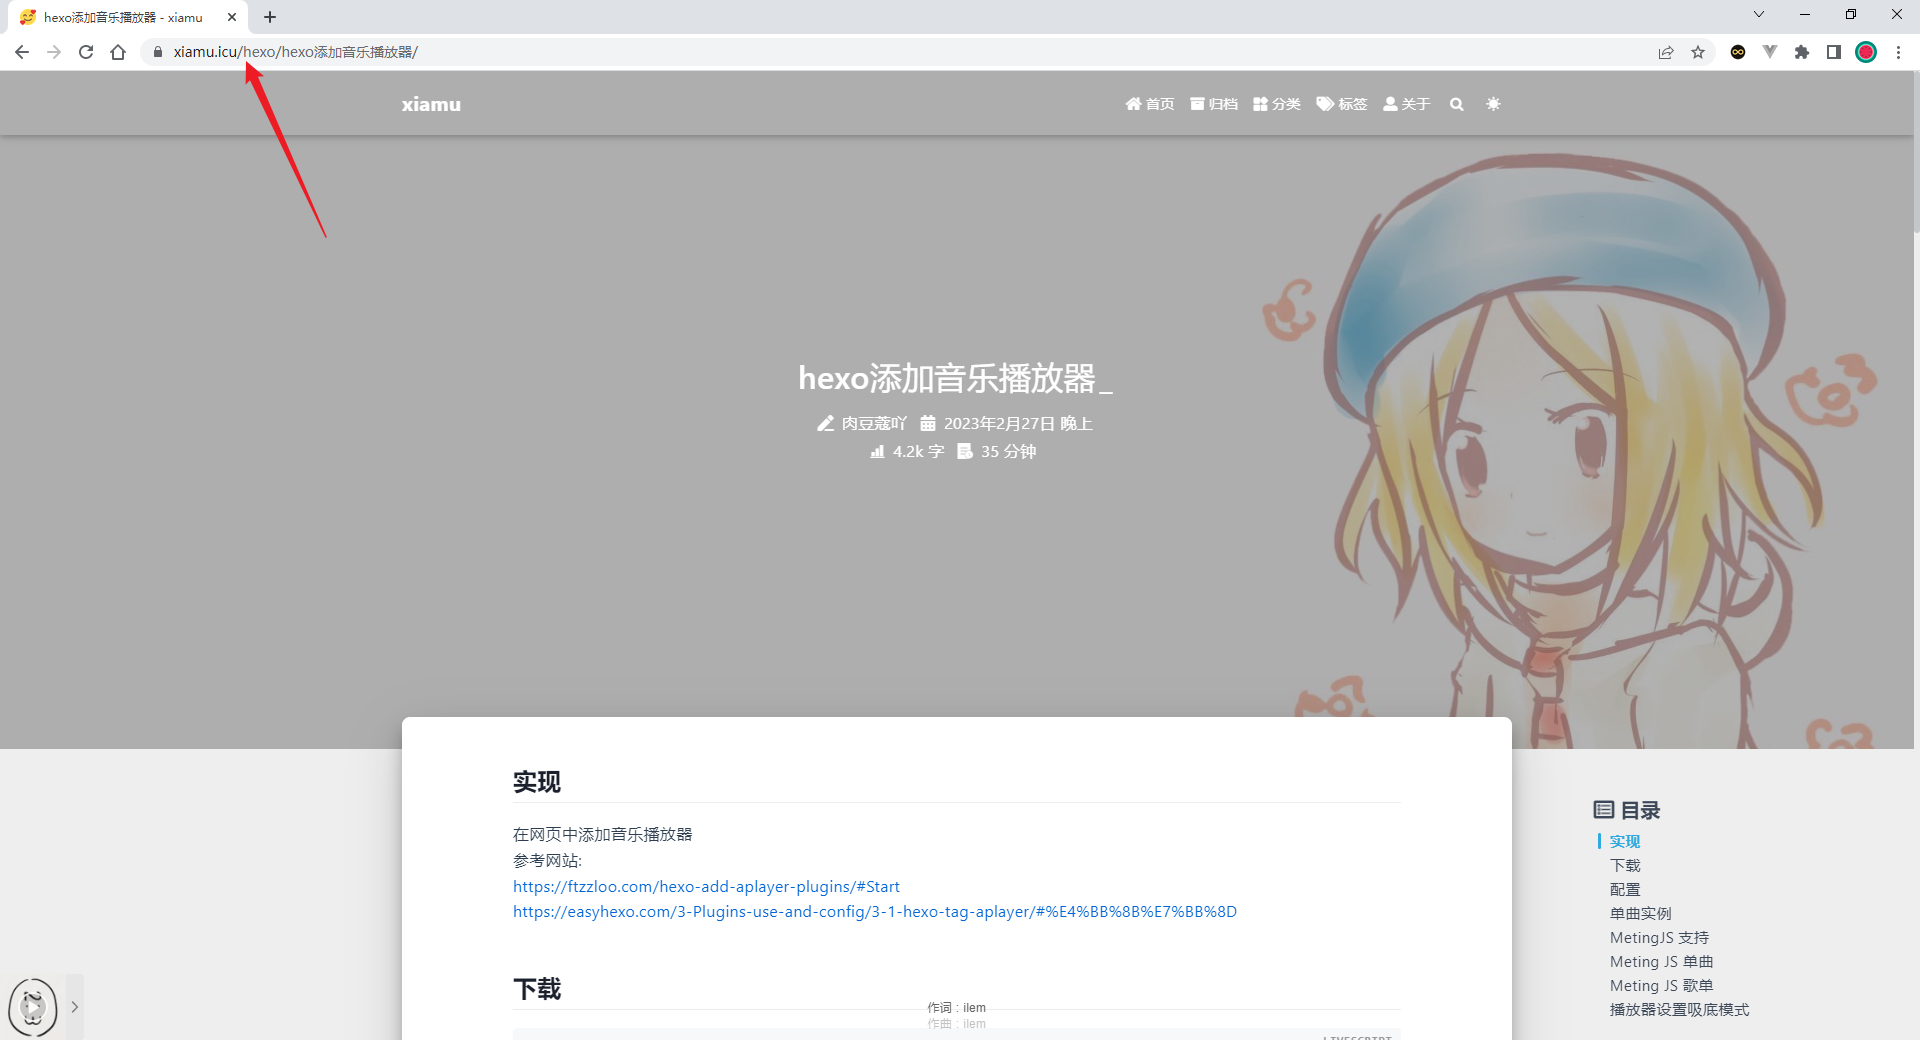 hexo添加音乐播放器 - xiamu
xiamu.icu/hexo/hexo添加音乐播放器/
xiamu
首页 归档 分类 标签 关于
hexo添加音乐播放器_
肉豆蔻吖 2023年2月27日 晚上
4.2k 字 35 分钟
实现
在网页中添加音乐播放器
参考网站:
https://ftzzloo.com/hexo-add-aplayer-plugins/#Start
https://easyhexo.com/3-Plugins-use-and-config/3-1-hexo-tag-aplayer/#%E4%BB%8B%E7%BB%8D
下载
作词 : ilem
作曲 : ilem
LIVESCRIPT
目录
实现
下载
配置
单曲实例
MetingJS 支持
Meting JS 单曲
Meting JS 歌单
播放器设置吸底模式